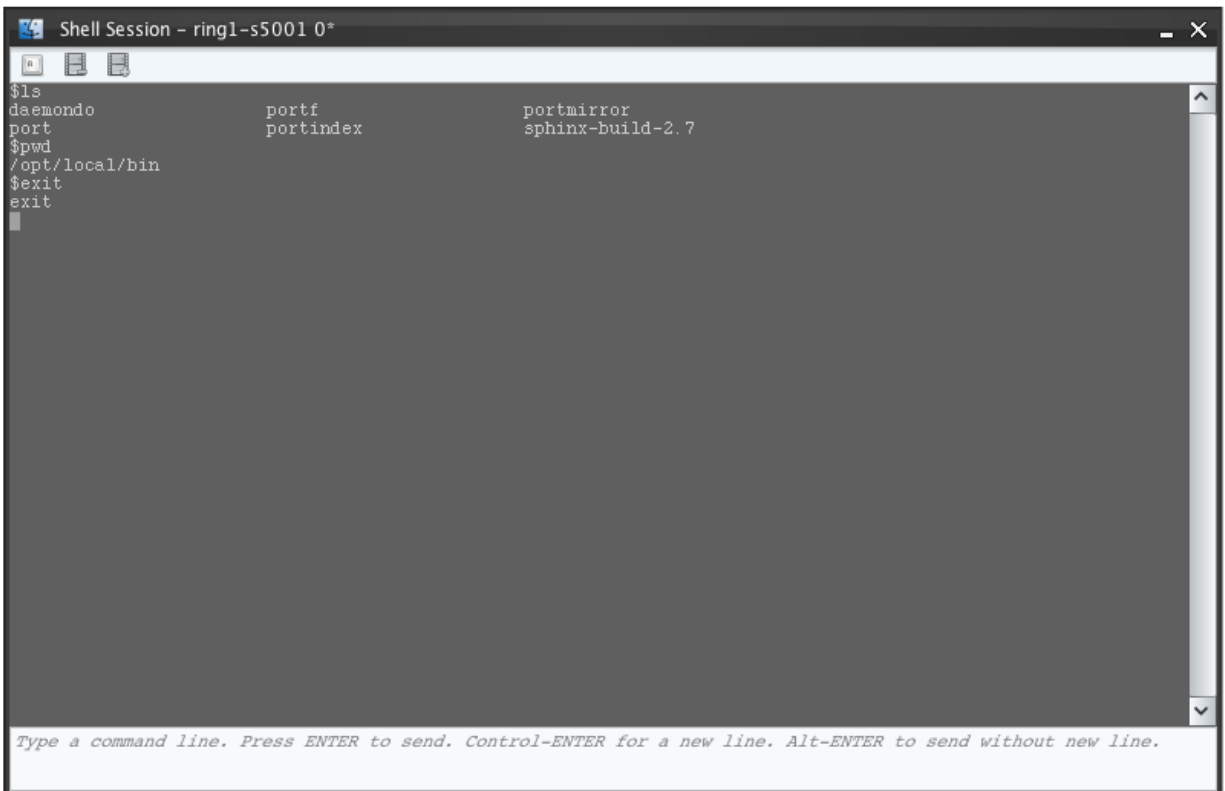 Shell Session - ring1-s5001 0*
$ls
daemondo portf portmirror
port portindex sphinx-build-2.7
$pwd
/opt/local/bin
$exit
exit
Type a command line. Press ENTER to send. Control-ENTER for a new line. Alt-ENTER to send without new line.